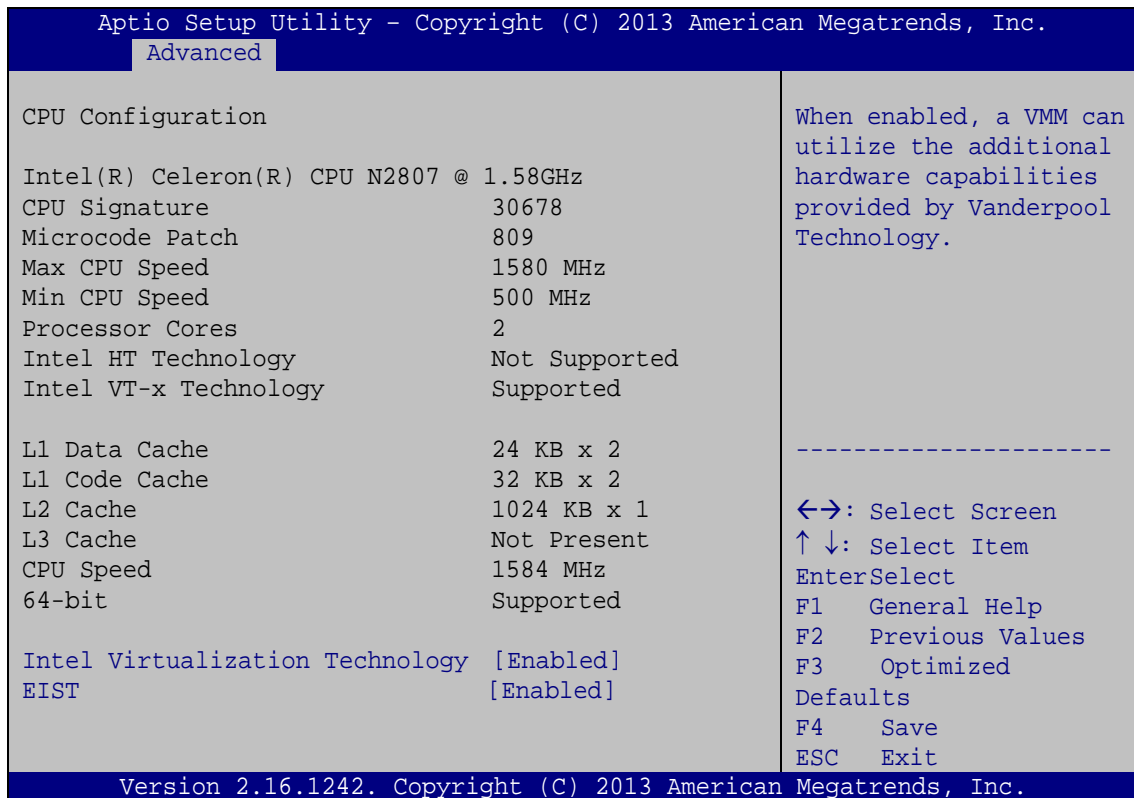 Aptio Setup Utility – Copyright (C) 2013 American Megatrends, Inc.
Advanced
CPU Configuration
Intel(R) Celeron(R) CPU N2807 @ 1.58GHz
CPU Signature 30678
Microcode Patch 809
Max CPU Speed 1580 MHz
Min CPU Speed 500 MHz
Processor Cores 2
Intel HT Technology Not Supported
Intel VT-x Technology Supported
L1 Data Cache 24 KB x 2
L1 Code Cache 32 KB x 2
L2 Cache 1024 KB x 1
L3 Cache Not Present
CPU Speed 1584 MHz
64-bit Supported
Intel Virtualization Technology [Enabled]
EIST [Enabled]
When enabled, a VMM can
utilize the additional
hardware capabilities
provided by Vanderpool
Technology.
----------------------
←→: Select Screen
↑ ↓: Select Item
EnterSelect
F1 General Help
F2 Previous Values
F3 Optimized
Defaults
F4 Save
ESC Exit
Version 2.16.1242. Copyright (C) 2013 American Megatrends, Inc.